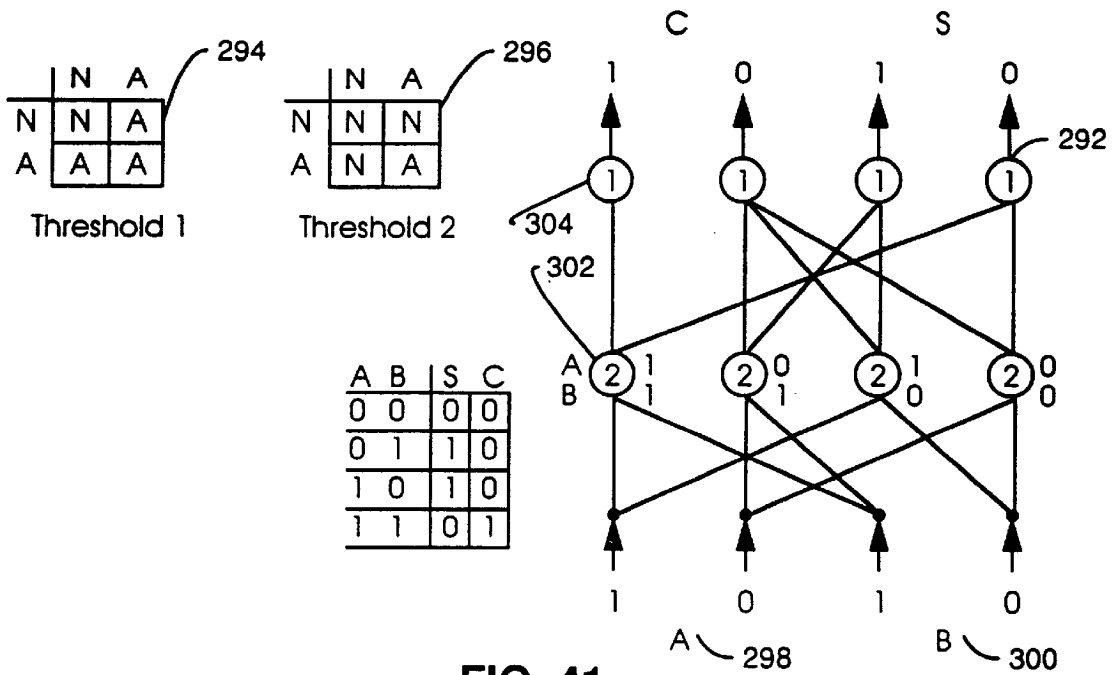 C S
294 296
N A N A
1 0 1 0
N N A N N N
292
A A A A N A
1 1 1 1
Threshold 1 Threshold 2
304
302
A 2 1 2 0 2 1 2 0
B 1 1 0 0
A B S C
0 0 0 0
0 1 1 0
1 0 1 0
1 1 0 1
1 0 1 0
A 298 B 300